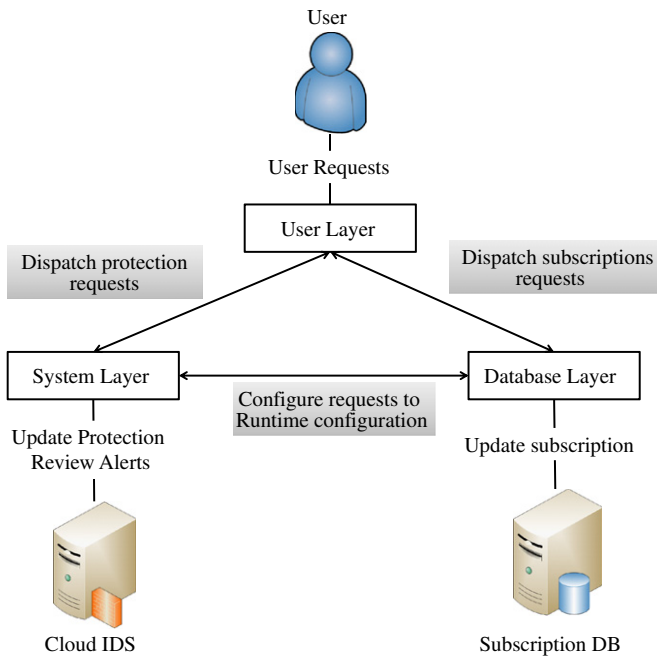 User
User Requests
User Layer
Dispatch protection
requests
Dispatch subscriptions
requests
System Layer
Database Layer
Configure requests to
Runtime configuration
Update Protection
Review Alerts
Update subscription
Cloud IDS
Subscription DB